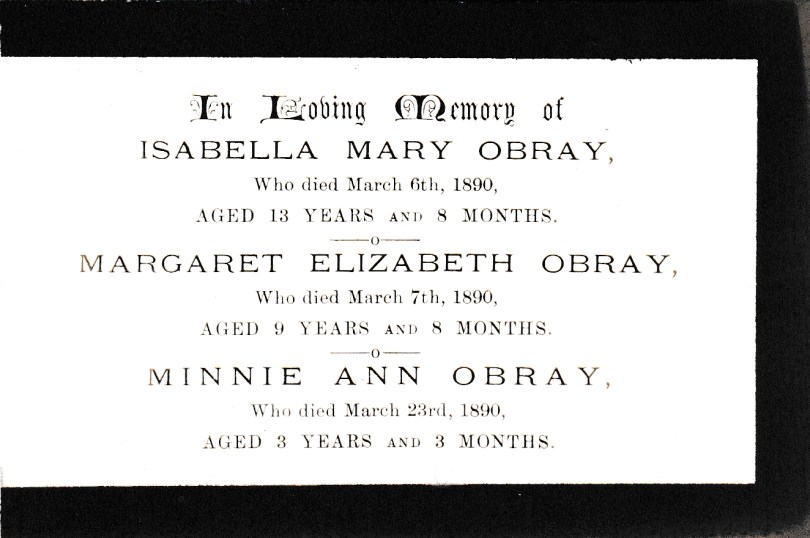 In Loving Memory of
ISABELLA MARY OBRAY,
Who died March 6th, 1890,
AGED 13 YEARS AND 8 MONTHS.
MARGARET ELIZABETH OBRAY,
Who died March 7th, 1890,
AGED 9 YEARS AND 8 MONTHS.
MINNIE ANN OBRAY,
Who died March 23rd, 1890,
AGED 3 YEARS AND 3 MONTHS.